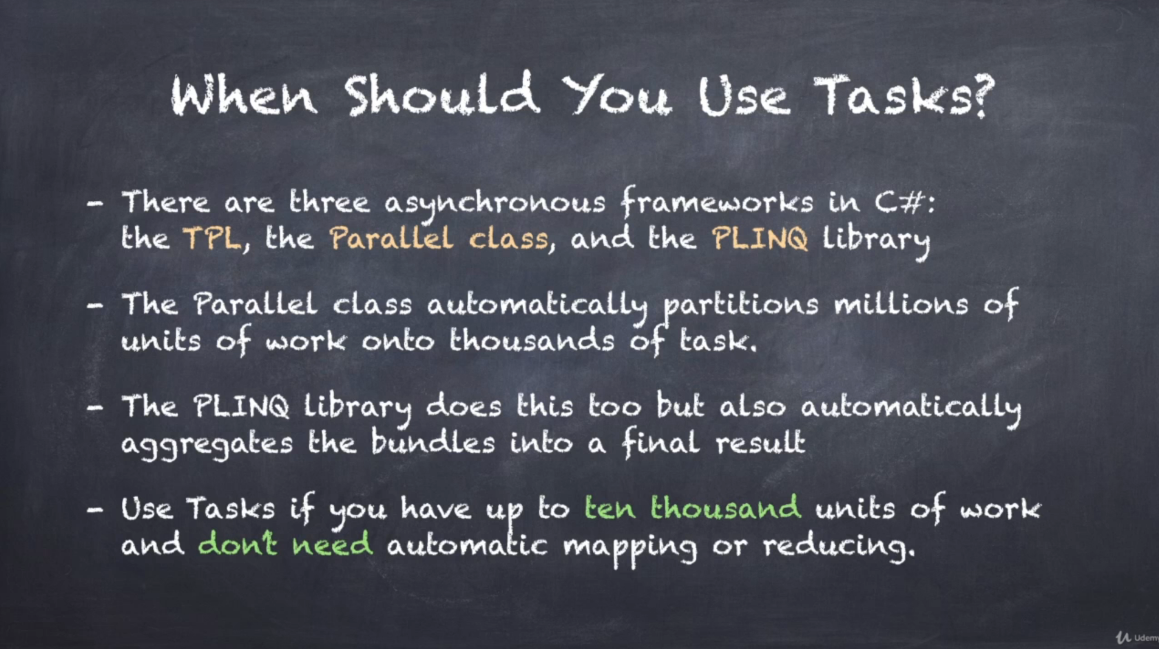 When Should You Use Tasks?
- There are three asynchronous frameworks in C#:
the TPL, the Parallel class, and the PLINQ library
- The Parallel class automatically partitions millions of
units of work onto thousands of task.
- The PLINQ library does this too but also automatically
aggregates the bundles into a final result
- Use Tasks if you have up to ten thousand units of work
and don't need automatic mapping or reducing.
Udemy